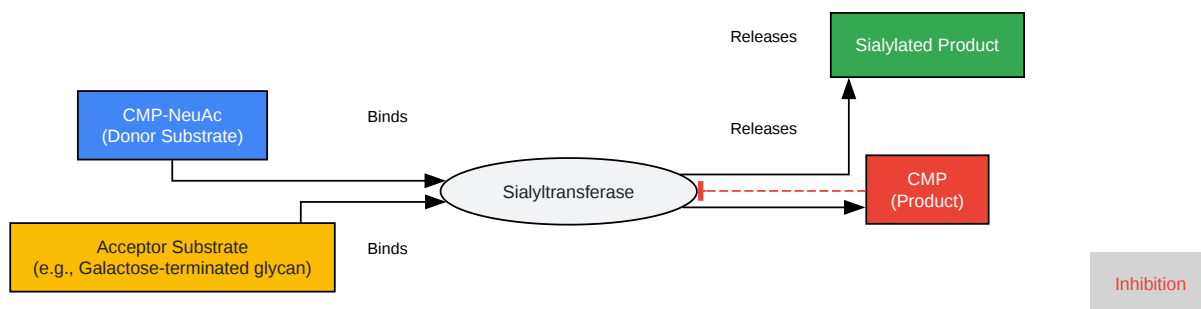 Releases
Sialylated Product
CMP-NeuAc
(Donor Substrate)
Binds
Releases
Sialyltransferase
CMP
(Product)
Acceptor Substrate
(e.g., Galactose-terminated glycan)
Binds
Inhibition